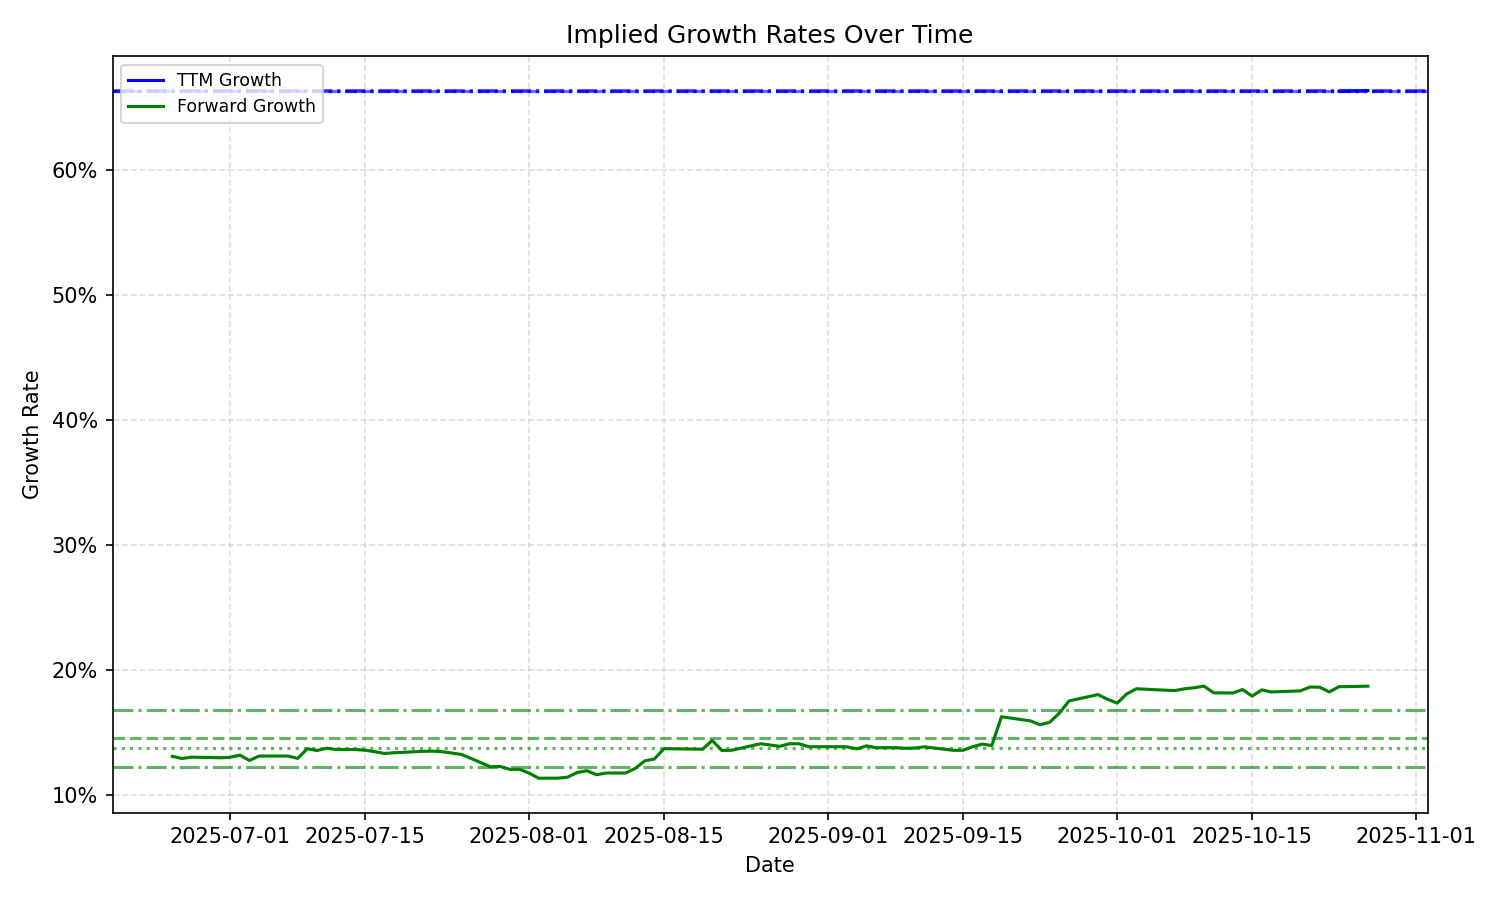 Implied Growth Rates Over Time
TTM Growth
Forward Growth
60%
50%
40%
30%
20%
10%
Growth Rate
2025-07-01 2025-07-15 2025-08-01 2025-08-15 2025-09-01 2025-09-15 2025-10-01 2025-10-15 2025-11-01
Date